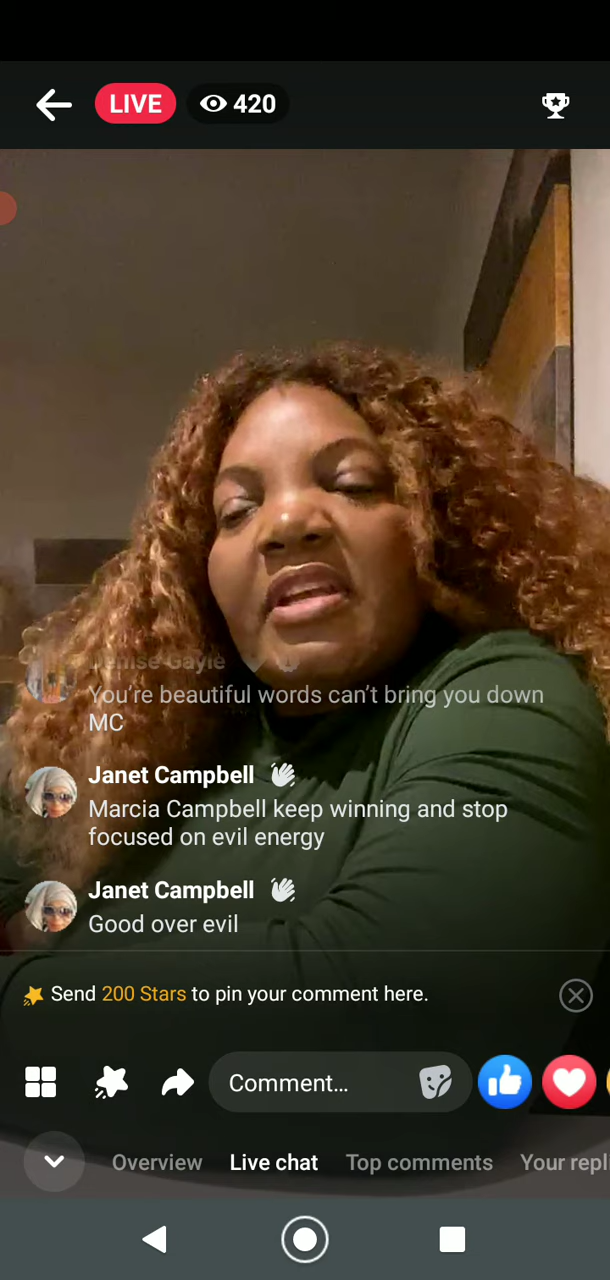 LIVE
420
Denise Gayle
You're beautiful words can't bring you down
MC
Janet Campbell
Marcia Campbell keep winning and stop
focused on evil energy
Janet Campbell
Good over evil
Send 200 Stars to pin your comment here.
Comment...
Overview Live chat Top comments Your repl